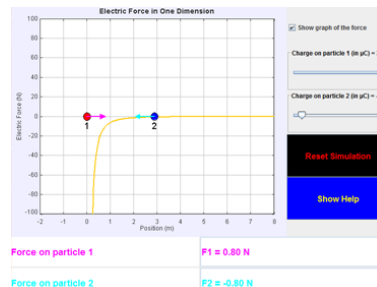 Electric Force in One Dimension
100
80
60
40
20
0
-20
-40
-60
-80
-100
Electric Force (N)
1
2
-2
-1
0
1
2
3
4
5
6
7
8
Position (m)
Show graph of the force
Charge on particle 1 (in µC) =
Charge on particle 2 (in µC) =
Reset Simulation
Show Help
Force on particle 1
F1 = 0.80 N
Force on particle 2
F2 = -0.80 N